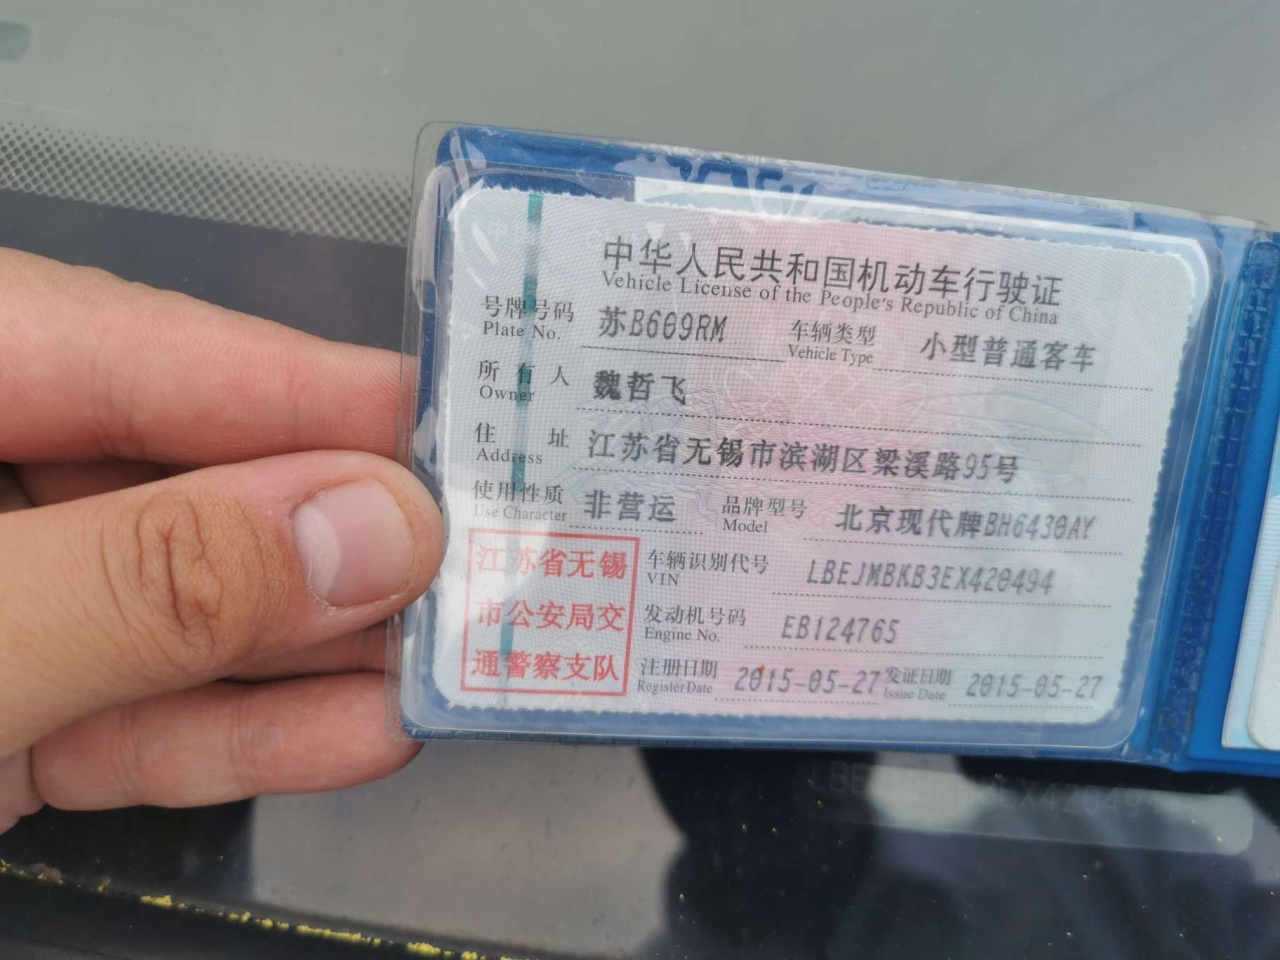 中华人民共和国机动车行驶证
Vehicle License of the People's Republic of China
号牌号码 苏B609RM 车辆类型 小型普通客车
Plate No. Vehicle Type
所有人 魏哲飞
Owner
住址 江苏省无锡市滨湖区梁溪路95号
Address
使用性质 非营运 品牌型号 北京现代牌BH6430AY
Use Character Model
江苏省无锡
市公安局交
通警察支队
车辆识别代号 LBEJMBKB3EX420494
VIN
发动机号码 EB124765
Engine No.
注册日期 2015-05-27 发证日期 2015-05-27
Register Date Issue Date